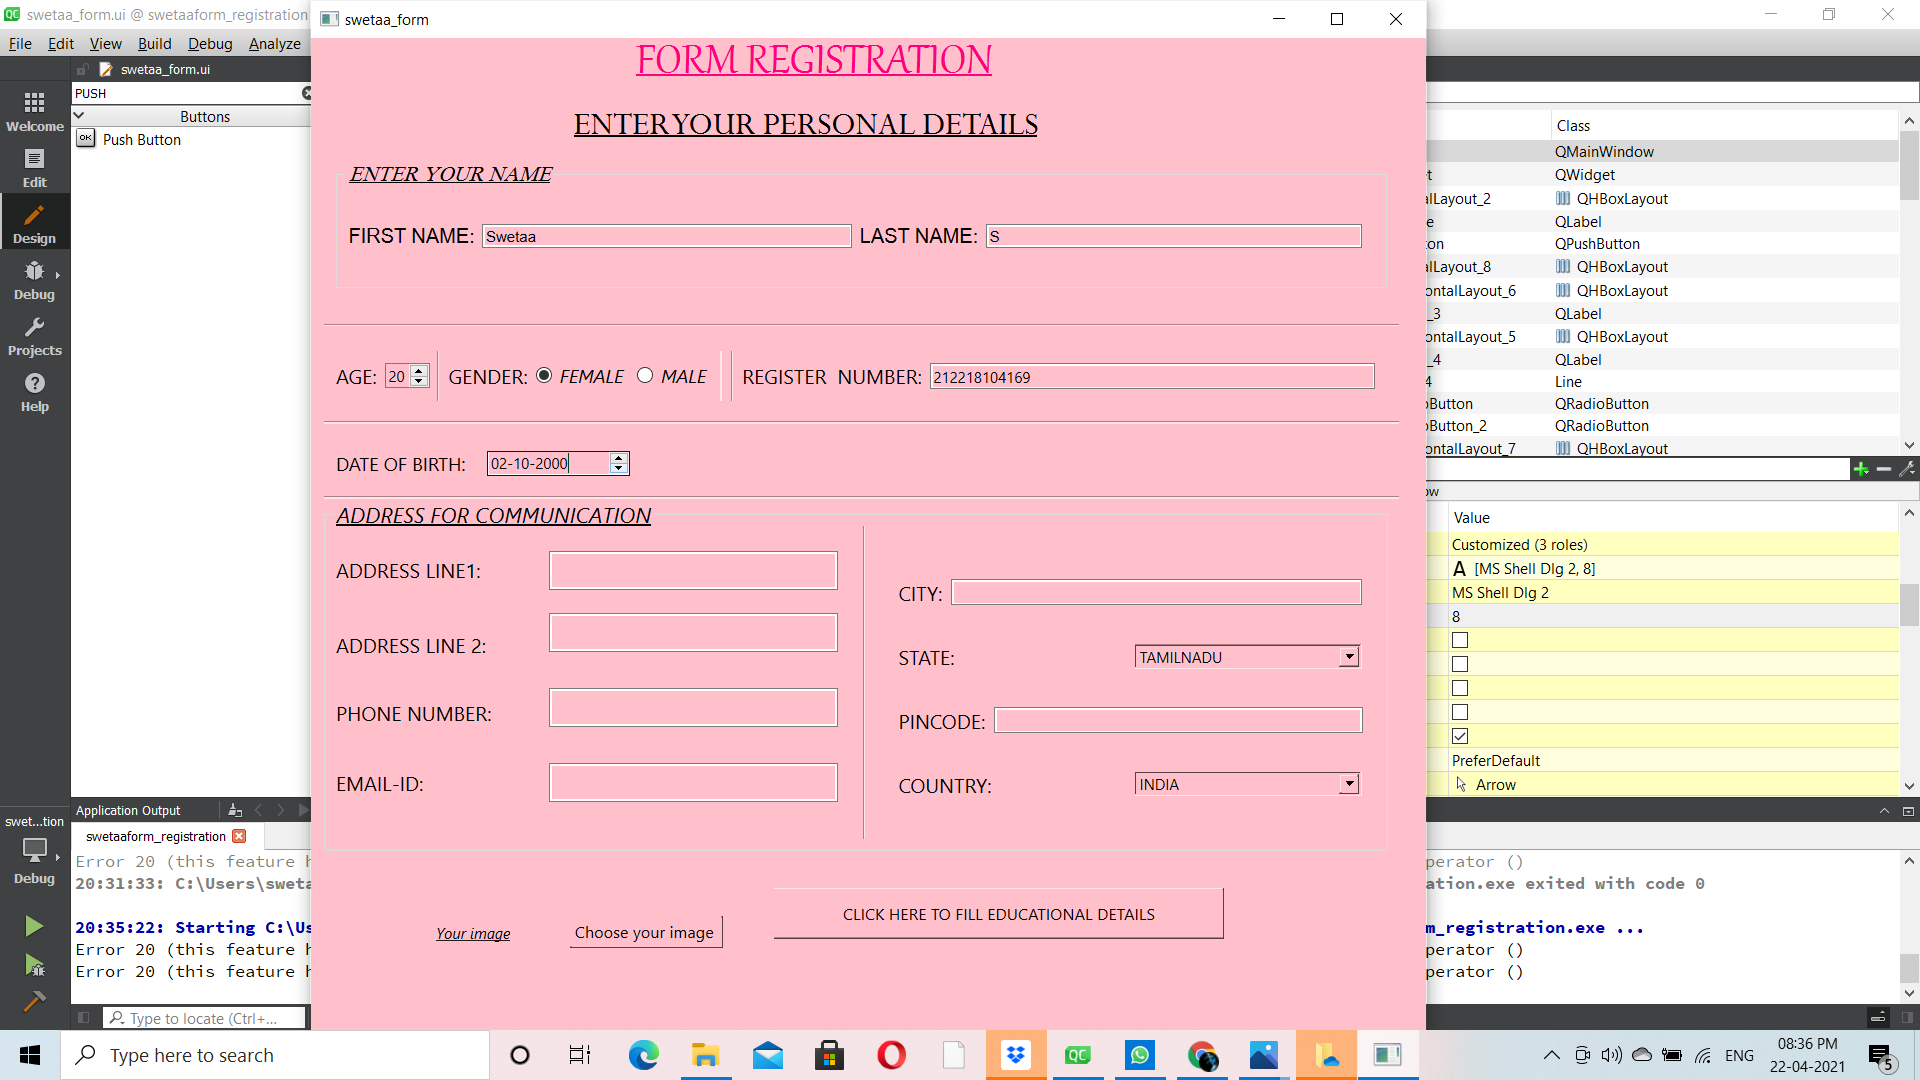 swetaa_form.ui @ swetaaform_registration
swetaa_form
File Edit View Build Debug Analyze
swetaa_form.ui
PUSH
Buttons
Push Button
Welcome
Edit
Design
Debug
Projects
Help
FORM REGISTRATION
ENTER YOUR PERSONAL DETAILS
ENTER YOUR NAME
FIRST NAME: Swetaa LAST NAME: S
AGE: 20 GENDER: FEMALE MALE REGISTER NUMBER: 212218104169
DATE OF BIRTH: 02-10-2000
ADDRESS FOR COMMUNICATION
ADDRESS LINE1:
ADDRESS LINE 2:
PHONE NUMBER:
EMAIL-ID:
CITY:
STATE: TAMILNADU
PINCODE:
COUNTRY: INDIA
Your image
Choose your image
CLICK HERE TO FILL EDUCATIONAL DETAILS
Class
QMainWindow
t QWidget
lLayout_2 QHBoxLayout
e QLabel
on QPushButton
lLayout_8 QHBoxLayout
ontalLayout_6 QHBoxLayout
_3 QLabel
ontalLayout_5 QHBoxLayout
_4 QLabel
4 Line
Button QRadioButton
Button_2 QRadioButton
ontalLayout_7 QHBoxLayout
ow
Value
Customized (3 roles)
A [MS Shell Dlg 2, 8]
MS Shell Dlg 2
8
PreferDefault
Arrow
swet...tion
Debug
Application Output
swetaaform_registration
Error 20 (this feature h
perator ()
20:31:33: C:\Users\sweta
ation.exe exited with code 0
20:35:22: Starting C:\Us
m_registration.exe ...
Error 20 (this feature h
perator ()
Error 20 (this feature h
perator ()
Type to locate (Ctrl+...
Type here to search
QC
ENG
08:36 PM
22-04-2021
5